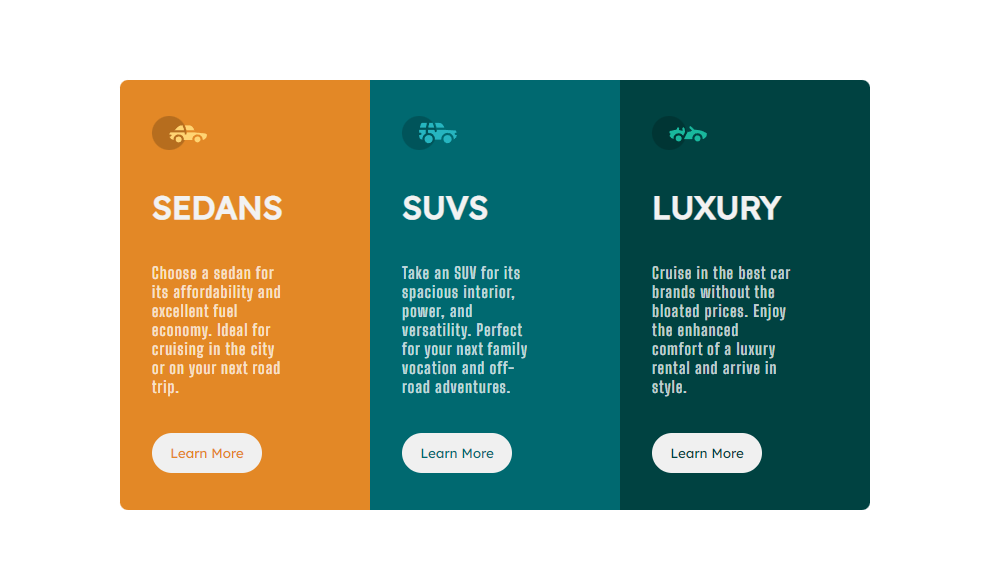 SEDANS
Choose a sedan for
its affordability and
excellent fuel
economy. Ideal for
cruising in the city
or on your next road
trip.
Learn More
SUVS
Take an SUV for its
spacious interior,
power, and
versatility. Perfect
for your next family
vocation and off-
road adventures.
Learn More
LUXURY
Cruise in the best car
brands without the
bloated prices. Enjoy
the enhanced
comfort of a luxury
rental and arrive in
style.
Learn More